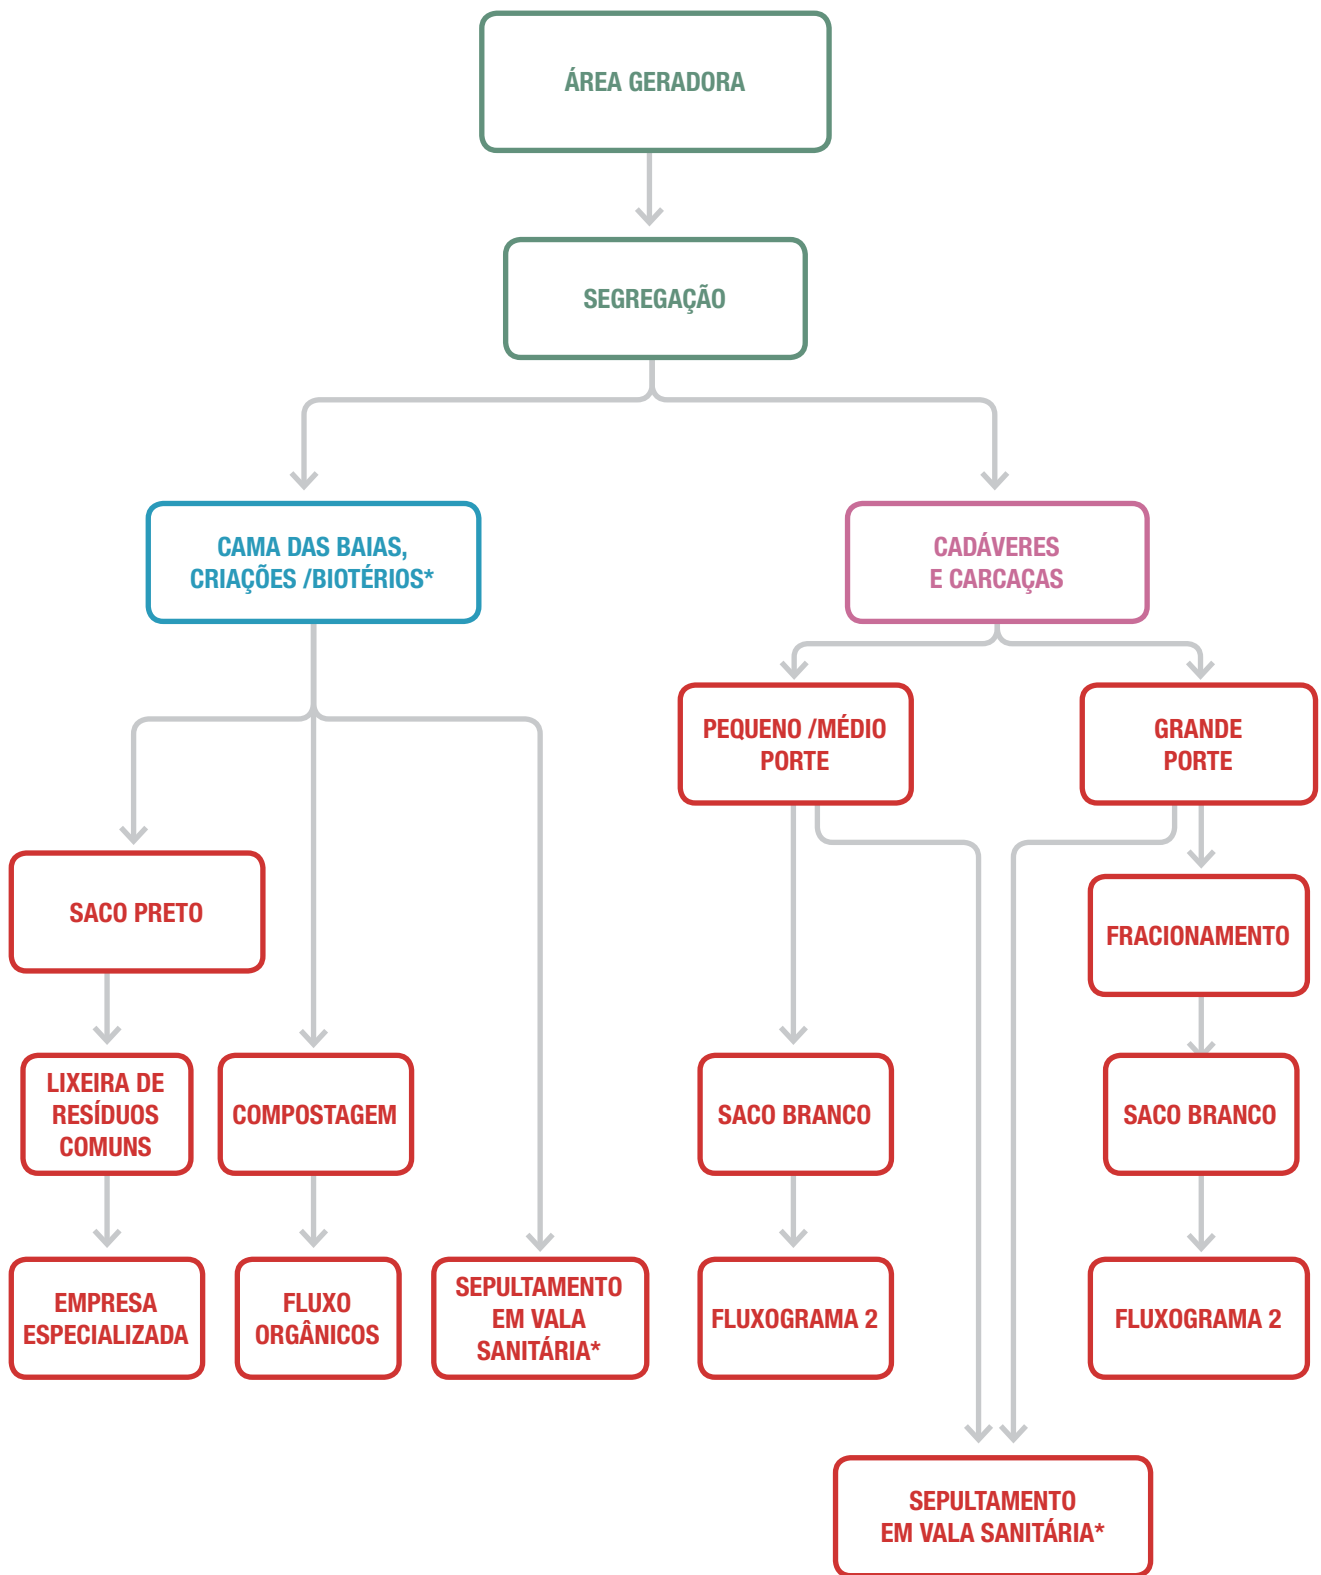 ÁREA GERADORA
SEGREGAÇÃO
CAMA DAS BAIAS,
CRIAÇÕES /BIOTÉRIOS*
CADÁVERES
E CARCAÇAS
PEQUENO /MÉDIO
PORTE
GRANDE
PORTE
SACO PRETO
FRACIONAMENTO
LIXEIRA DE
RESÍDUOS
COMUNS
COMPOSTAGEM
SACO BRANCO
SACO BRANCO
EMPRESA
ESPECIALIZADA
FLUXO
ORGÂNICOS
SEPULTAMENTO
EM VALA
SANITÁRIA*
FLUXOGRAMA 2
FLUXOGRAMA 2
SEPULTAMENTO
EM VALA SANITÁRIA*